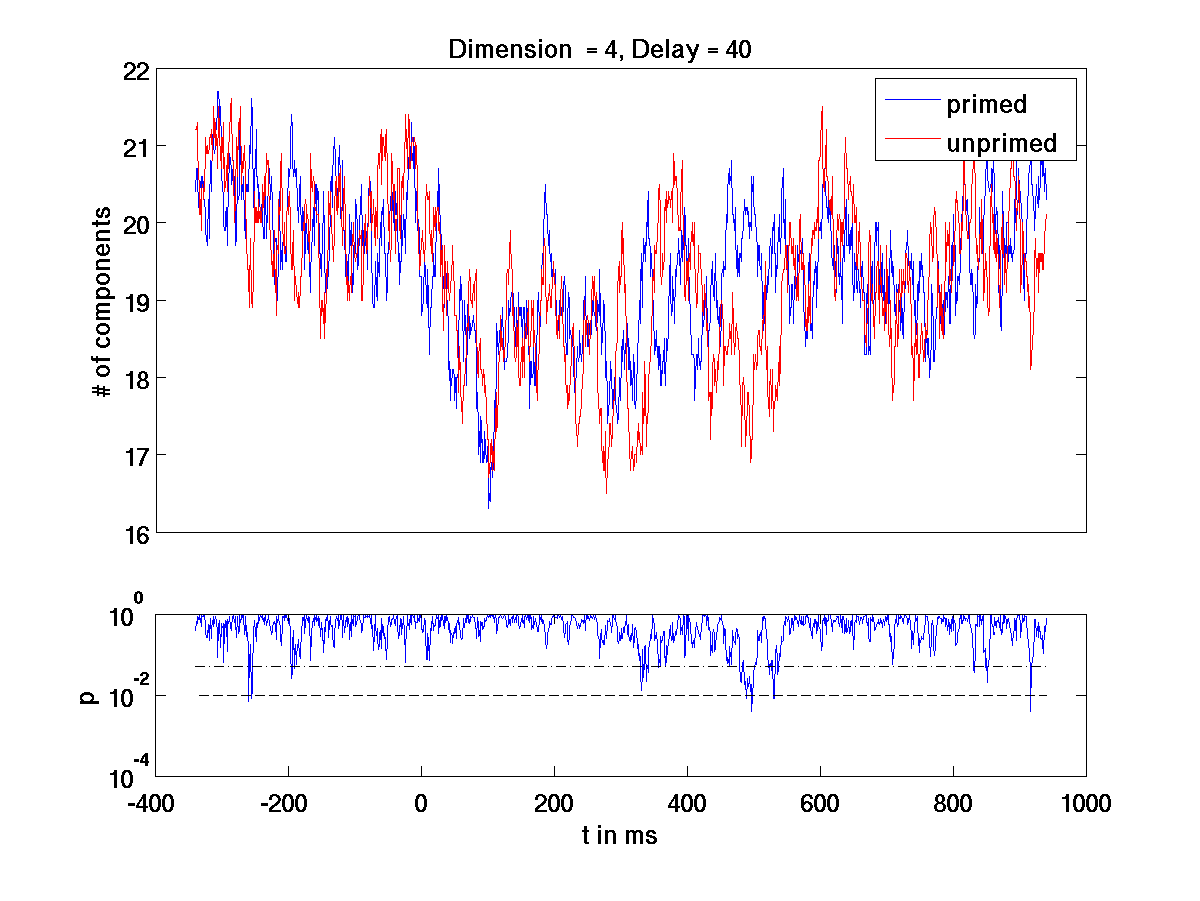 Dimension = 4, Delay = 40
22
21
20
19
18
17
16
# of components
primed
unprimed
10^0
10^-2
10^-4
p
-400 -200 0 200 400 600 800 1000
t in ms